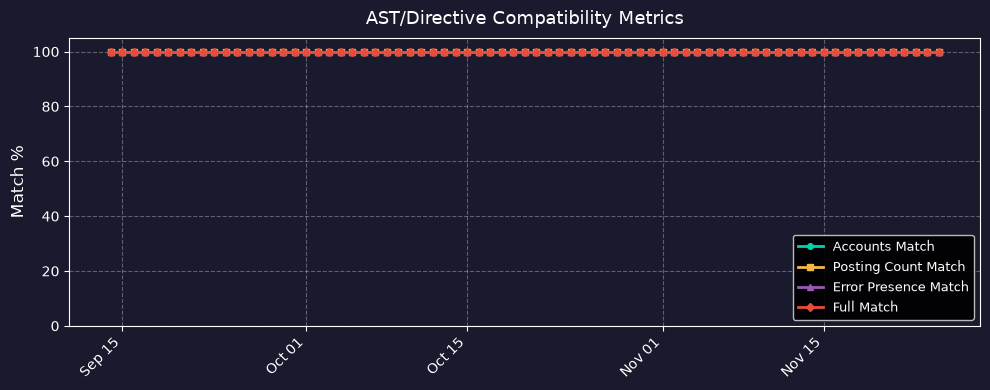 AST/Directive Compatibility Metrics
Match %
100
80
60
40
20
0
Accounts Match
Posting Count Match
Error Presence Match
Full Match
Sep 15
Oct 01
Oct 15
Nov 01
Nov 15